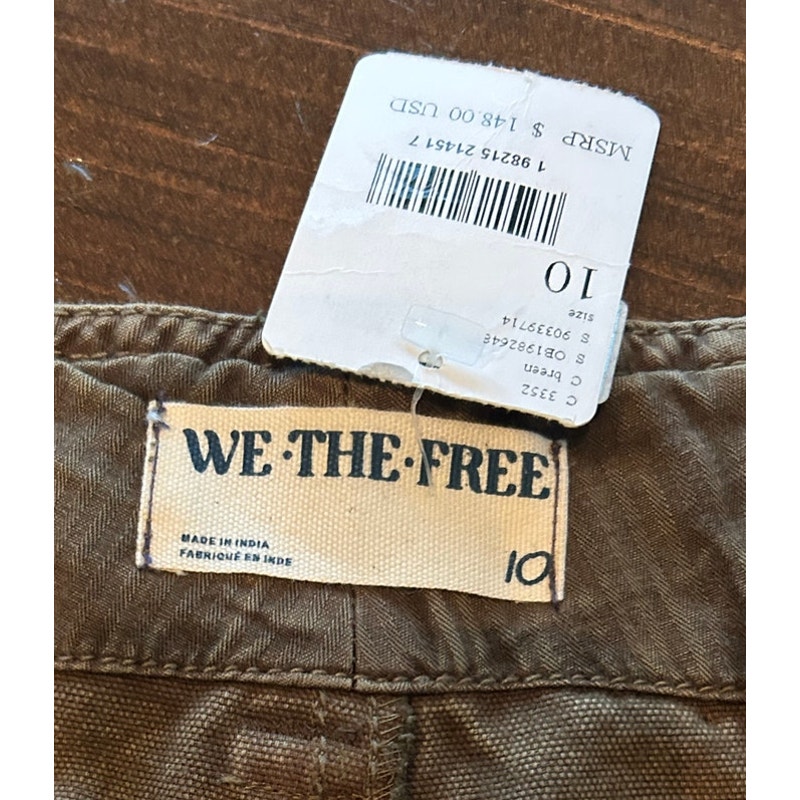 C 3352
C breen
S OB1982648
S 90339714
size
10
1 98215 21451 7
MSRP $ 148.00 USD
WE·THE·FREE
MADE IN INDIA
FABRIQUÉ EN INDE
10